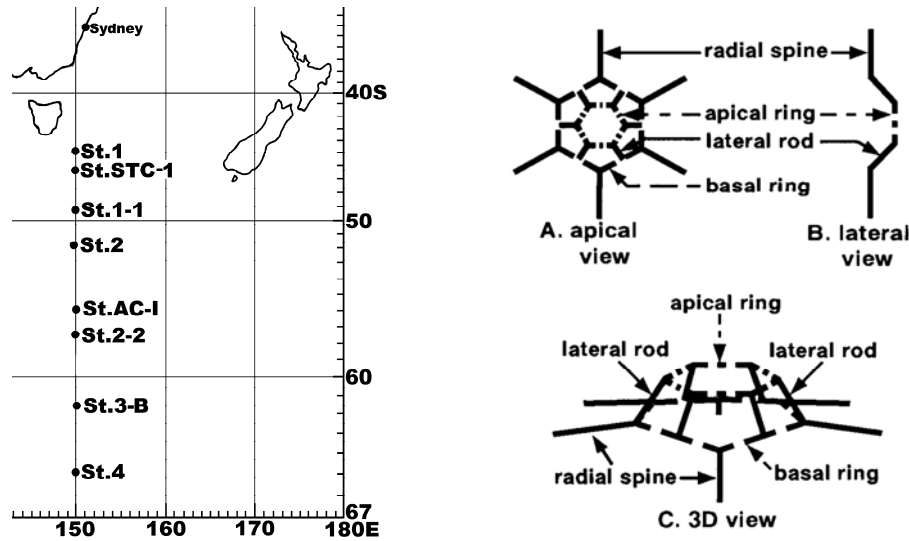 Sydney
40S
St.1
St.STC-1
St.1-1
50
St.2
St.AC-I
St.2-2
60
St.3-B
St.4
67
150
160
170
180E
radial spine
apical ring
lateral rod
basal ring
A. apical
view
B. lateral
view
apical ring
lateral rod
lateral rod
radial spine
basal ring
C. 3D view